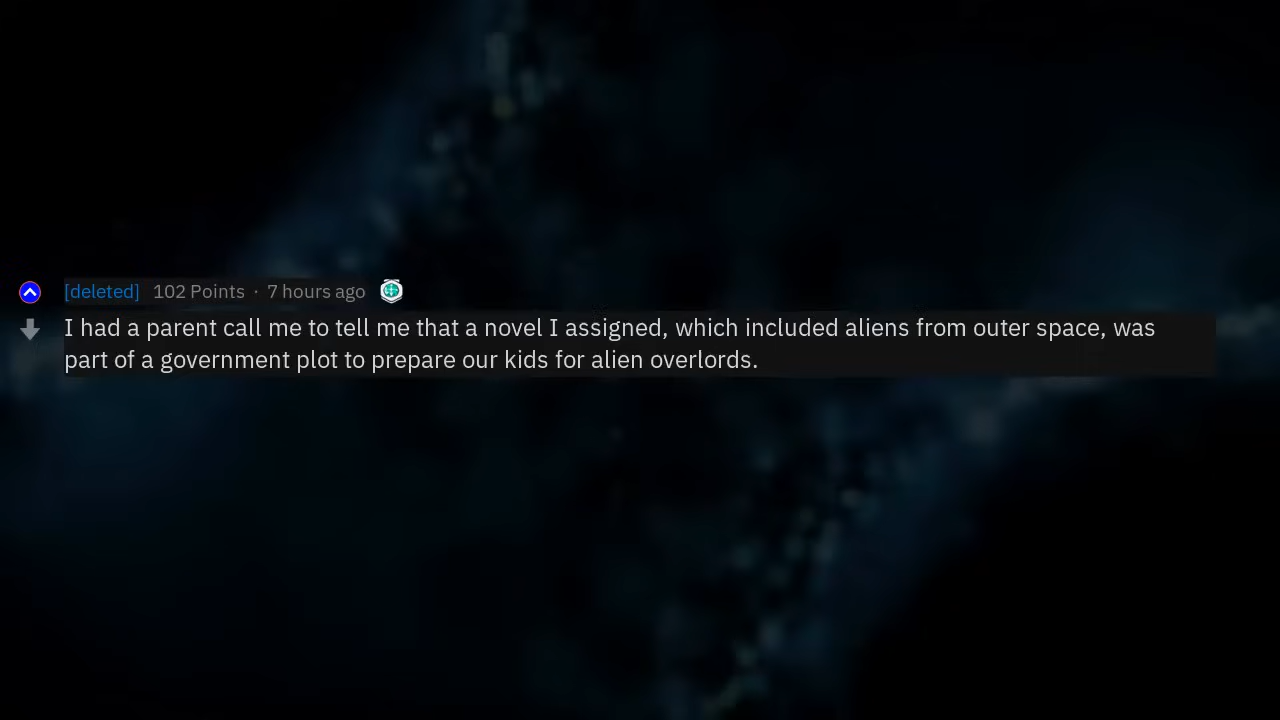 [deleted] 102 Points · 7 hours ago
I had a parent call me to tell me that a novel I assigned, which included aliens from outer space, was
part of a government plot to prepare our kids for alien overlords.